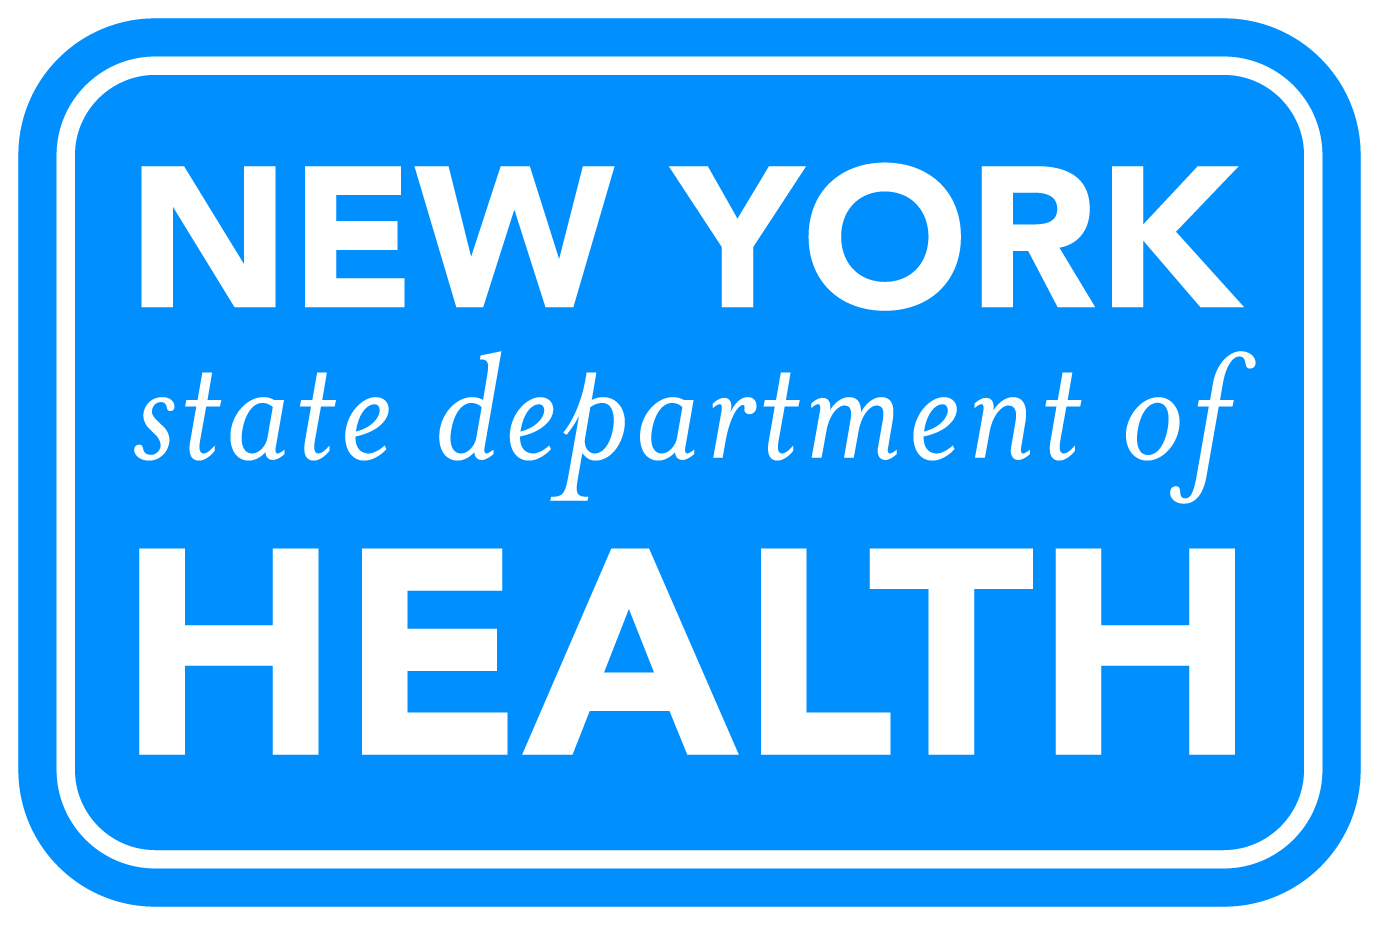 NEW YORK
state department of
HEALTH